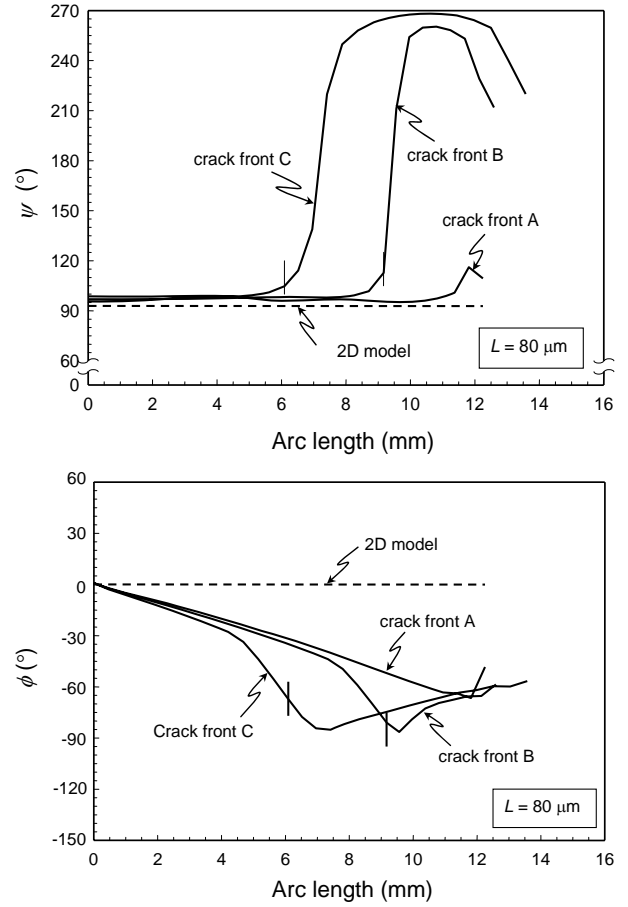 270
240
210
180
150
120
90
60
0
ψ (°)
crack front C
crack front B
crack front A
2D model
L = 80 μm
0 2 4 6 8 10 12 14 16
Arc length (mm)
60
30
0
-30
-60
-90
-120
-150
ϕ (°)
2D model
crack front A
Crack front C
crack front B
L = 80 μm
0 2 4 6 8 10 12 14 16
Arc length (mm)